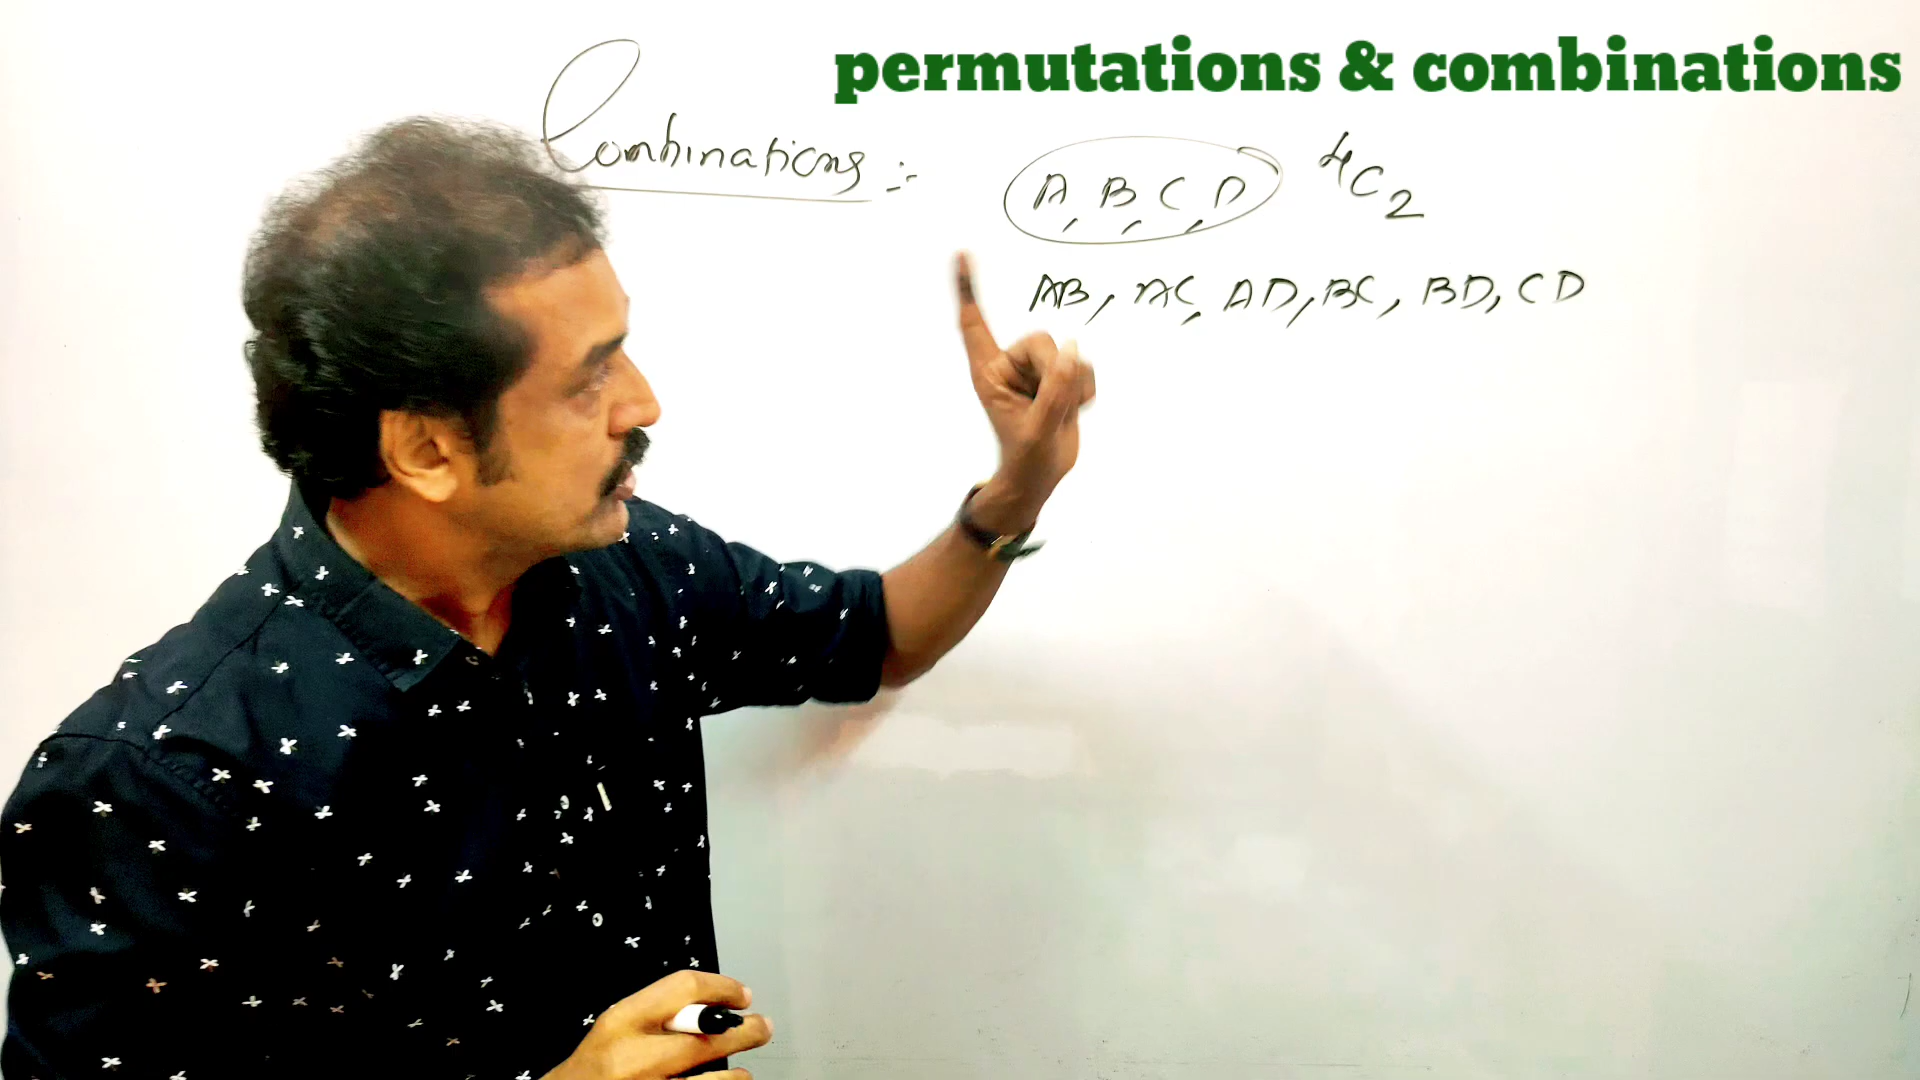 permutations & combinations
Combinations :-
A, B, C, D 4C2
AB, AC, AD, BC, BD, CD